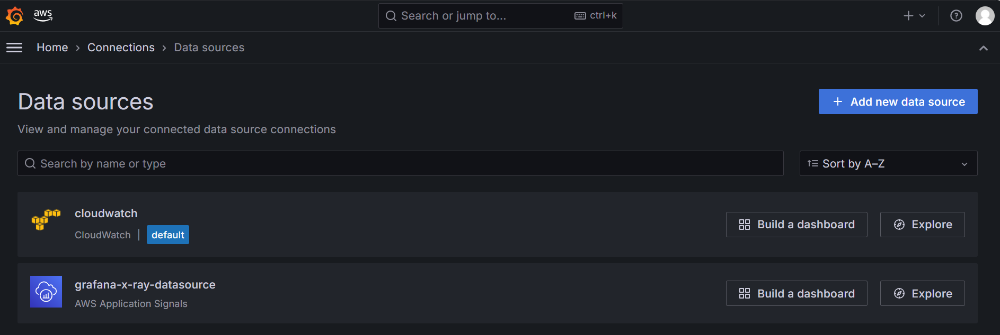 aws
Search or jump to... ctrl+k
Home › Connections › Data sources
Data sources
Add new data source
View and manage your connected data source connections
Search by name or type
Sort by A–Z
cloudwatch
CloudWatch | default
Build a dashboard
Explore
grafana-x-ray-datasource
AWS Application Signals
Build a dashboard
Explore